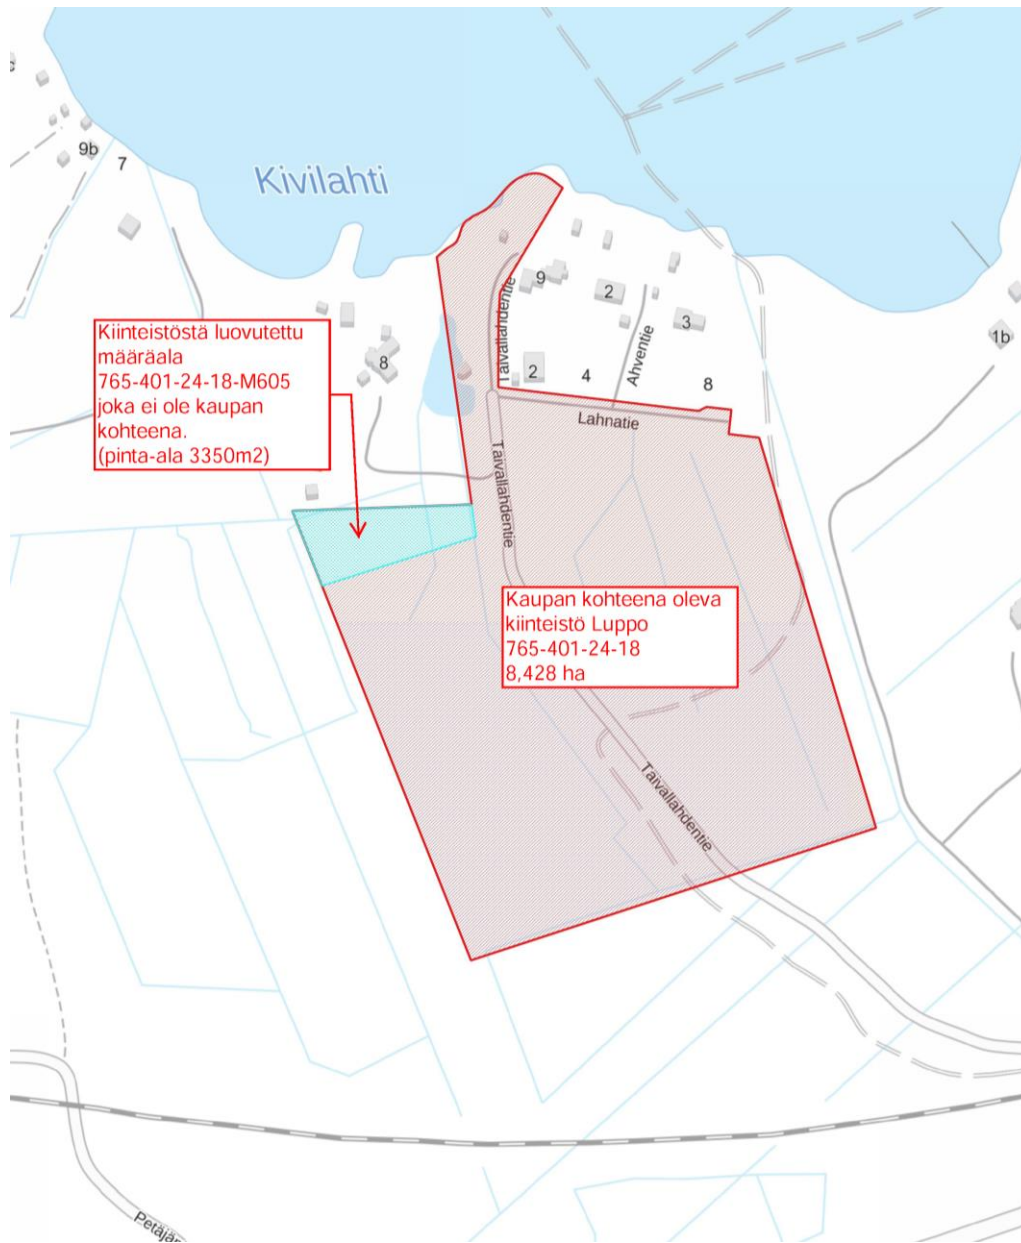 9b
7
Kivilahti
Taivallahdentie
9
2
3
1b
Kiinteistöstä luovutettu
määräala
765-401-24-18-M605
joka ei ole kaupan
kohteena.
(pinta-ala 3350m2)
8
2
4
Ahventie
8
Lahnatie
Taivallahdentie
Kaupan kohteena oleva
kiinteistö Luppo
765-401-24-18
8,428 ha
Taivallahdentie
Petäjär